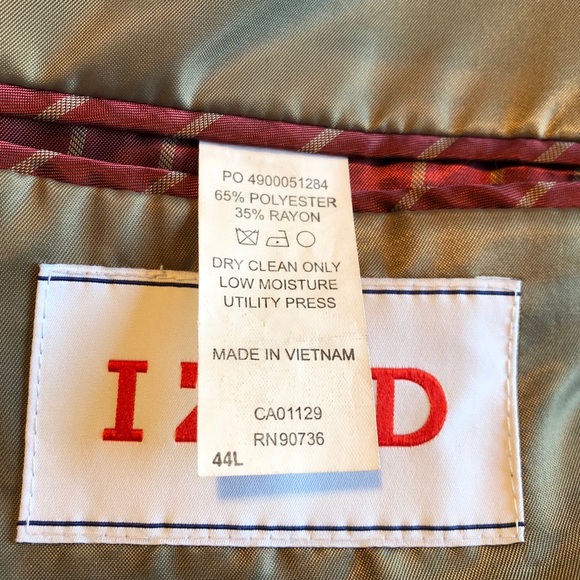 PO 4900051284
65% POLYESTER
35% RAYON
DRY CLEAN ONLY
LOW MOISTURE
UTILITY PRESS
MADE IN VIETNAM
CA01129
RN90736
44L
IZ D